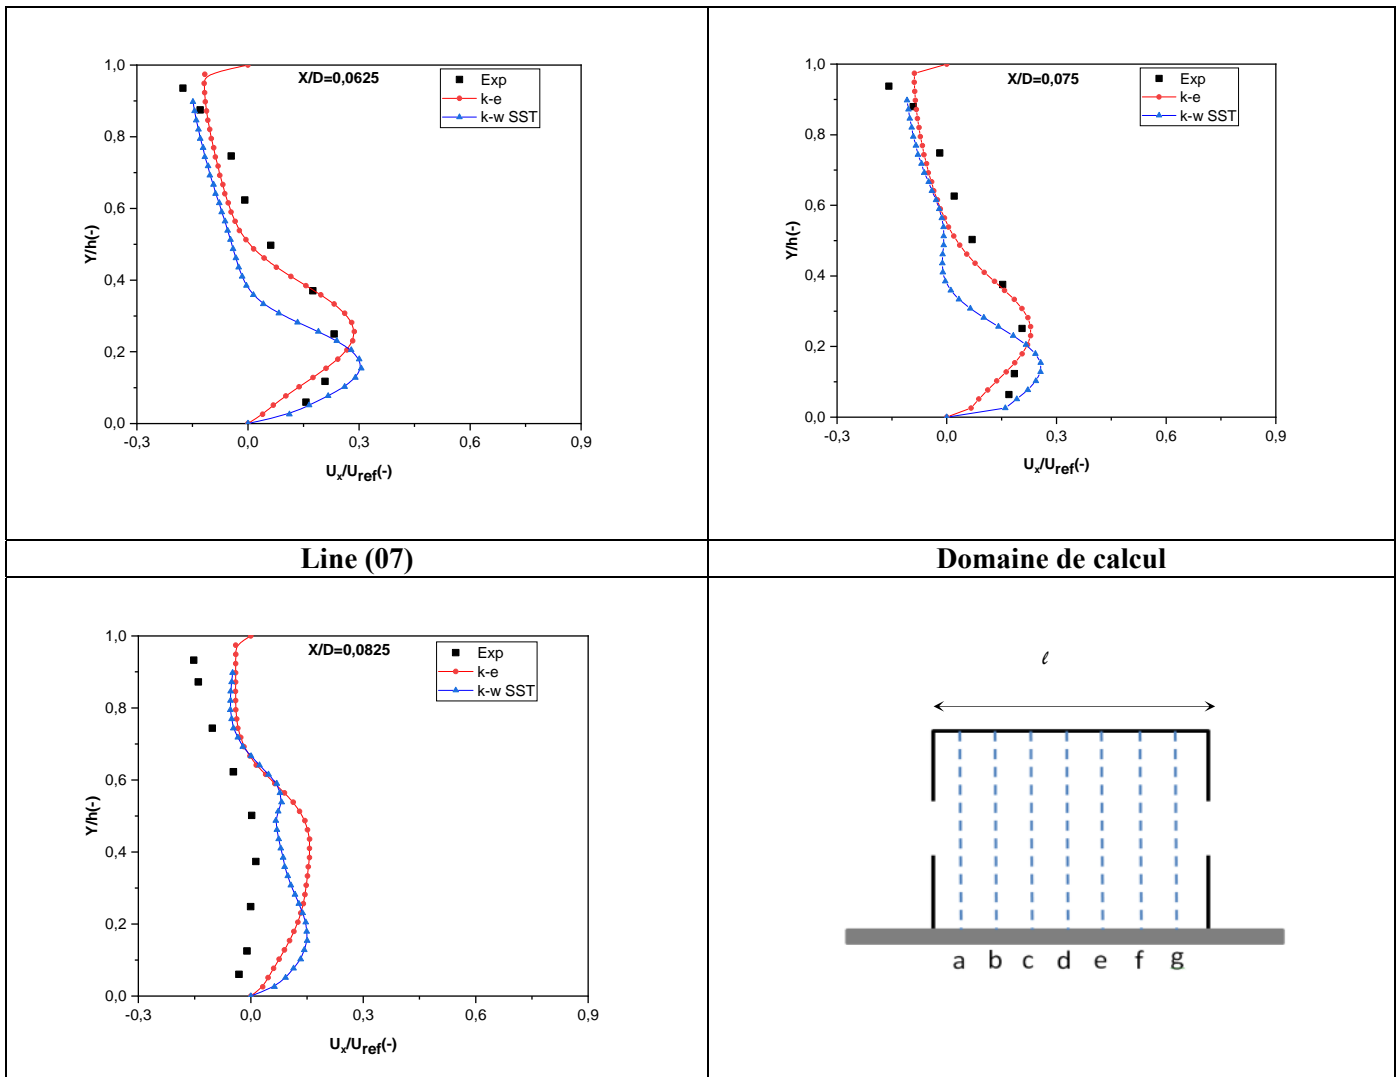 X/D=0,0625
Exp
k-e
k-w SST
1,0
0,8
0,6
0,4
0,2
0,0
Y/h(-)
-0,3 0,0 0,3 0,6 0,9
Ux/Uref(-)
X/D=0,075
Exp
k-e
k-w SST
1,0
0,8
0,6
0,4
0,2
0,0
Y/h(-)
-0,3 0,0 0,3 0,6 0,9
Ux/Uref(-)
Line (07)
Domaine de calcul
X/D=0,0825
Exp
k-e
k-w SST
1,0
0,8
0,6
0,4
0,2
0,0
Y/h(-)
-0,3 0,0 0,3 0,6 0,9
Ux/Uref(-)
ℓ
a b c d e f g